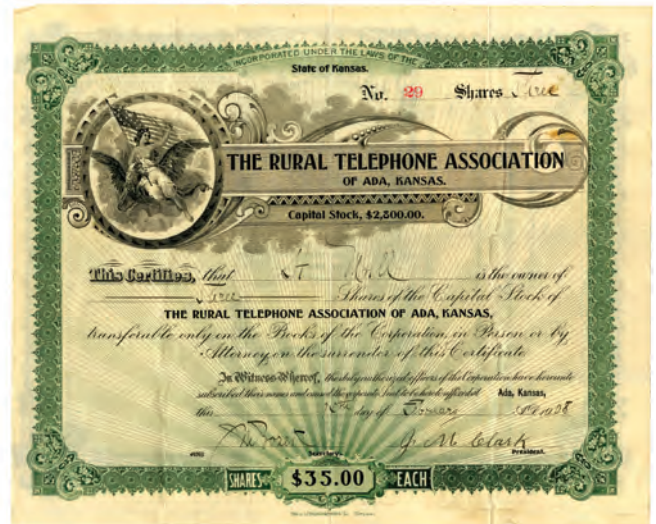 INCORPORATED UNDER THE LAWS OF THE
State of Kansas.
No. 29 Shares
THE RURAL TELEPHONE ASSOCIATION
OF ADA, KANSAS.
Capital Stock, $2,800.00.
This Certifies, that is the owner of
Shares of the Capital Stock of
THE RURAL TELEPHONE ASSOCIATION OF ADA, KANSAS,
transferable only on the Books of the Corporation, in Person or by
Attorney on the surrender of this Certificate
In Witness Whereof, the duly authorized officers of this Corporation have hereunto
subscribed their names and caused the corporate Seal to be hereto affixed at Ada, Kansas,
this day of A.D.
J. M. Clark
Secretary. President.
SHARES $35.00 EACH